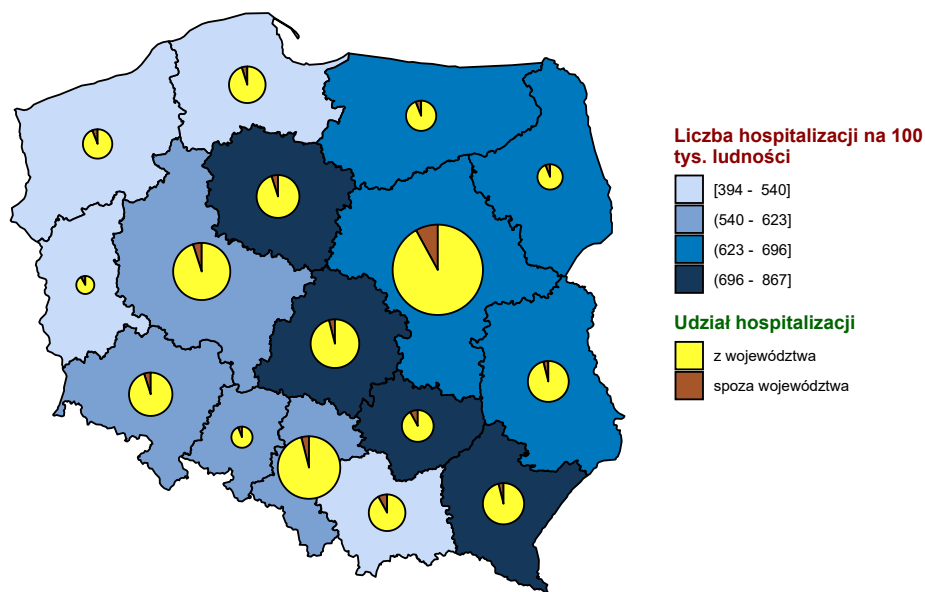 Liczba hospitalizacji na 100
tys. ludności
[394 - 540]
(540 - 623]
(623 - 696]
(696 - 867]
Udział hospitalizacji
z województwa
spoza województwa